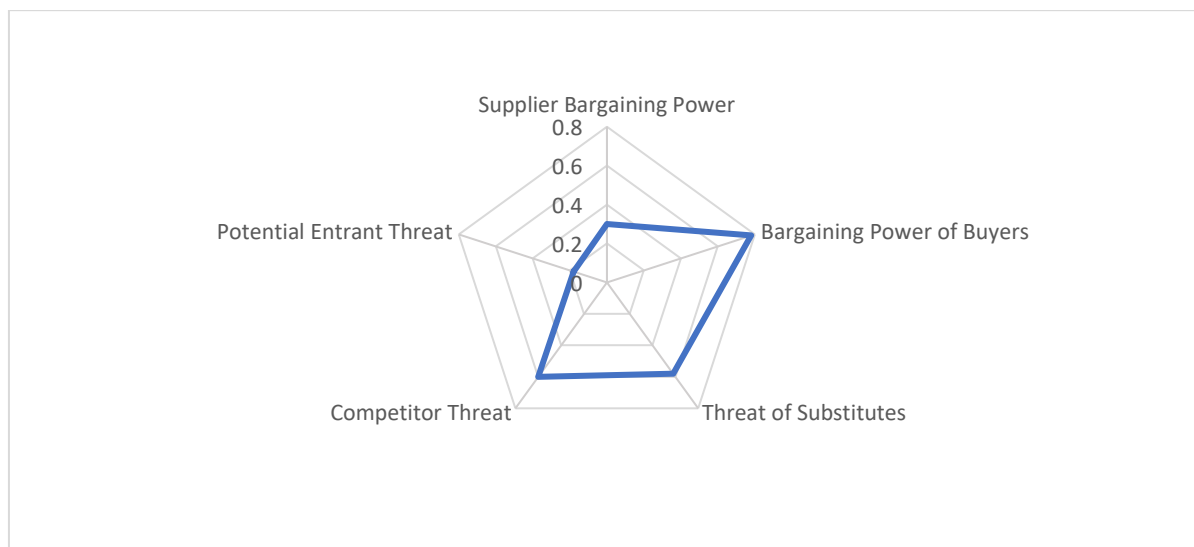 Supplier Bargaining Power
0.8
0.6
0.4
0.2
0
Potential Entrant Threat
Bargaining Power of Buyers
Competitor Threat
Threat of Substitutes